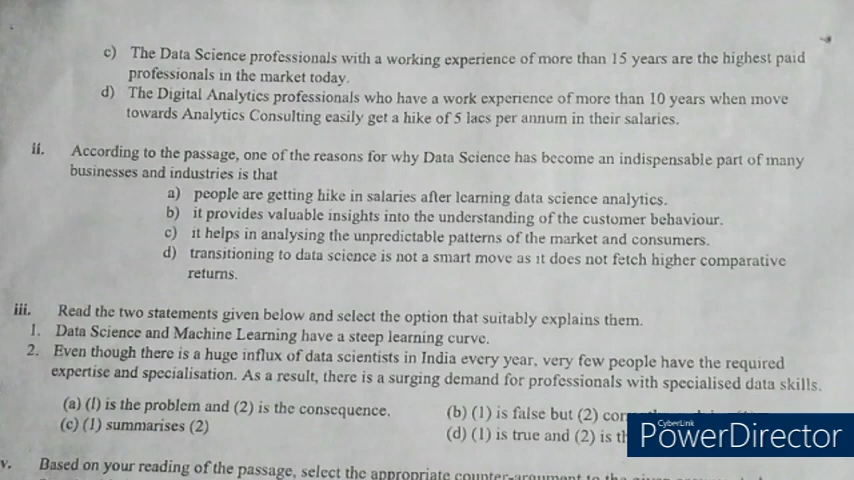 c) The Data Science professionals with a working experience of more than 15 years are the highest paid
professionals in the market today.
d) The Digital Analytics professionals who have a work experience of more than 10 years when move
towards Analytics Consulting easily get a hike of 5 lacs per annum in their salaries.
ii. According to the passage, one of the reasons for why Data Science has become an indispensable part of many
businesses and industries is that
a) people are getting hike in salaries after learning data science analytics.
b) it provides valuable insights into the understanding of the customer behaviour.
c) it helps in analysing the unpredictable patterns of the market and consumers.
d) transitioning to data science is not a smart move as it does not fetch higher comparative
returns.
iii. Read the two statements given below and select the option that suitably explains them.
1. Data Science and Machine Learning have a steep learning curve.
2. Even though there is a huge influx of data scientists in India every year, very few people have the required
expertise and specialisation. As a result, there is a surging demand for professionals with specialised data skills.
(a) (1) is the problem and (2) is the consequence. (b) (1) is false but (2)
(c) (1) summarises (2) (d) (1) is true and (2) is
CyberLink
PowerDirector
v. Based on your reading of the passage, select the appropriate counter-argument to the